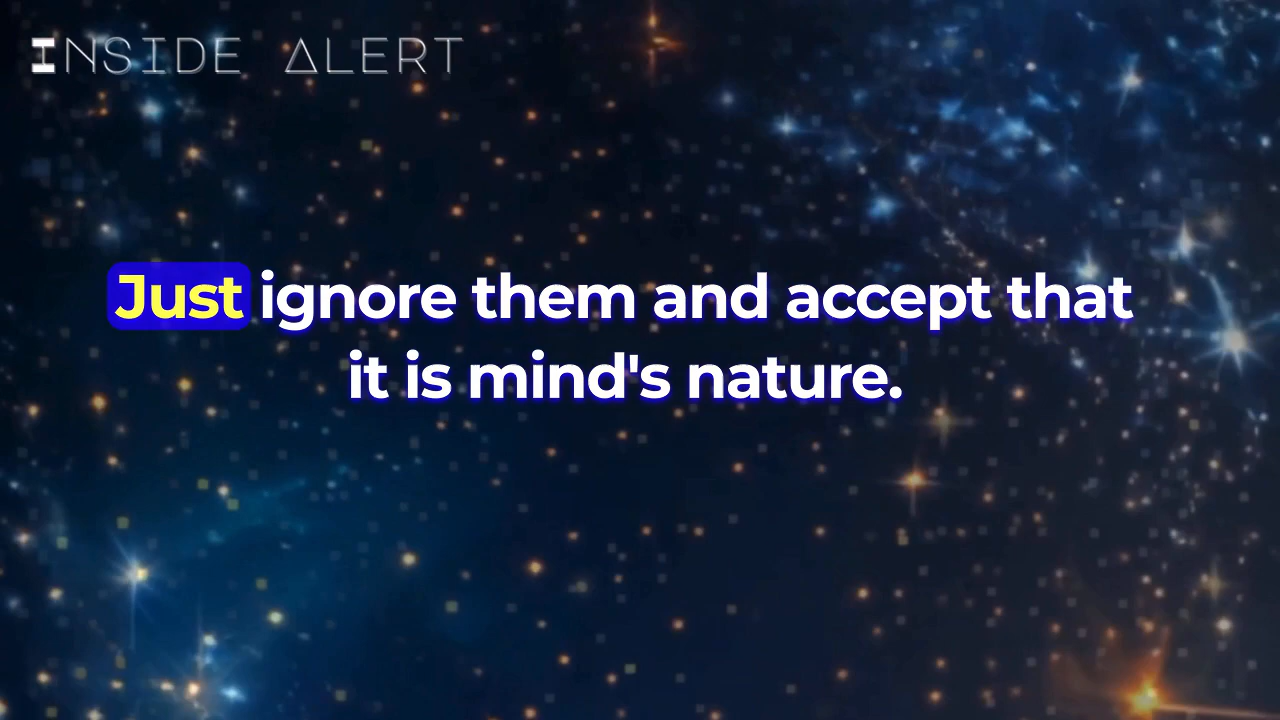 INSIDE ALERT
Just ignore them and accept that
it is mind's nature.